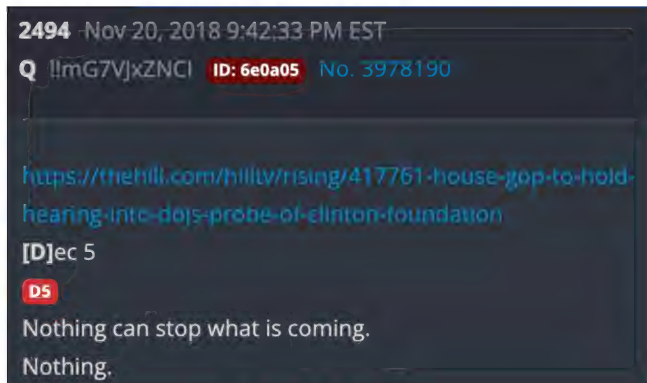 2494 Nov 20, 2018 9:42:33 PM EST
Q !!mG7VJxZNCI ID: 6e0a05 No. 3978190
https://thehill.com/hilltv/rising/417761-house-gop-to-hold-
hearing-into-dojs-probe-of-clinton-foundation
[D]ec 5
D5
Nothing can stop what is coming.
Nothing.